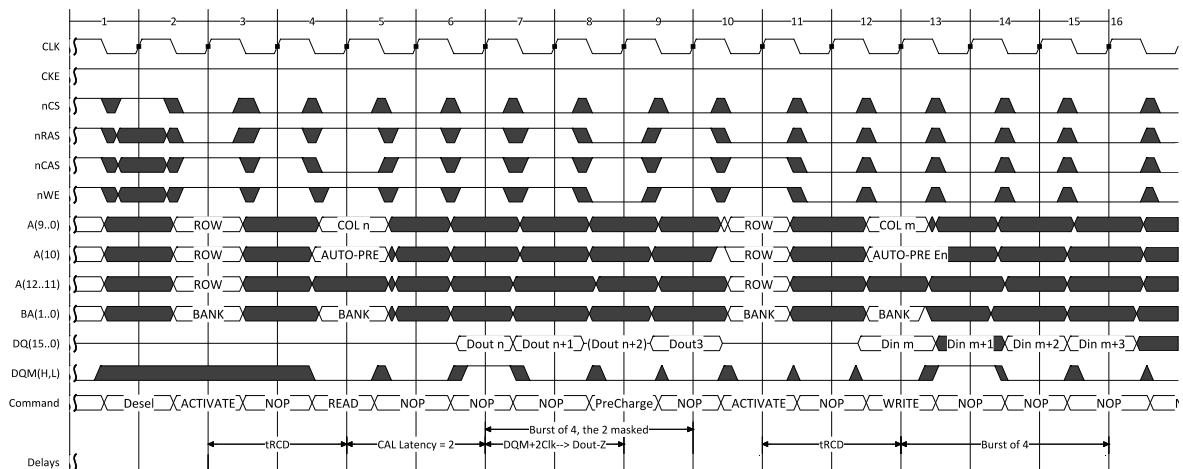 1 2 3 4 5 6 7 8 9 10 11 12 13 14 15 16
CLK
CKE
nCS
nRAS
nCAS
nWE
A(9..0) ROW COL n ROW COL m
A(10) ROW AUTO-PRE ROW AUTO-PRE En
A(12..11) ROW ROW
BA(1..0) BANK BANK BANK BANK
DQ(15..0) Dout n Dout n+1 (Dout n+2) Dout3 Din m Din m+1 Din m+2 Din m+3
DQM(H,L)
Command Desel ACTIVATE NOP READ NOP NOP NOP PreCharge NOP ACTIVATE NOP WRITE NOP NOP NOP
Burst of 4, the 2 masked
tRCD CAL Latency = 2 DQM+2Clk--> Dout-Z tRCD Burst of 4
Delays